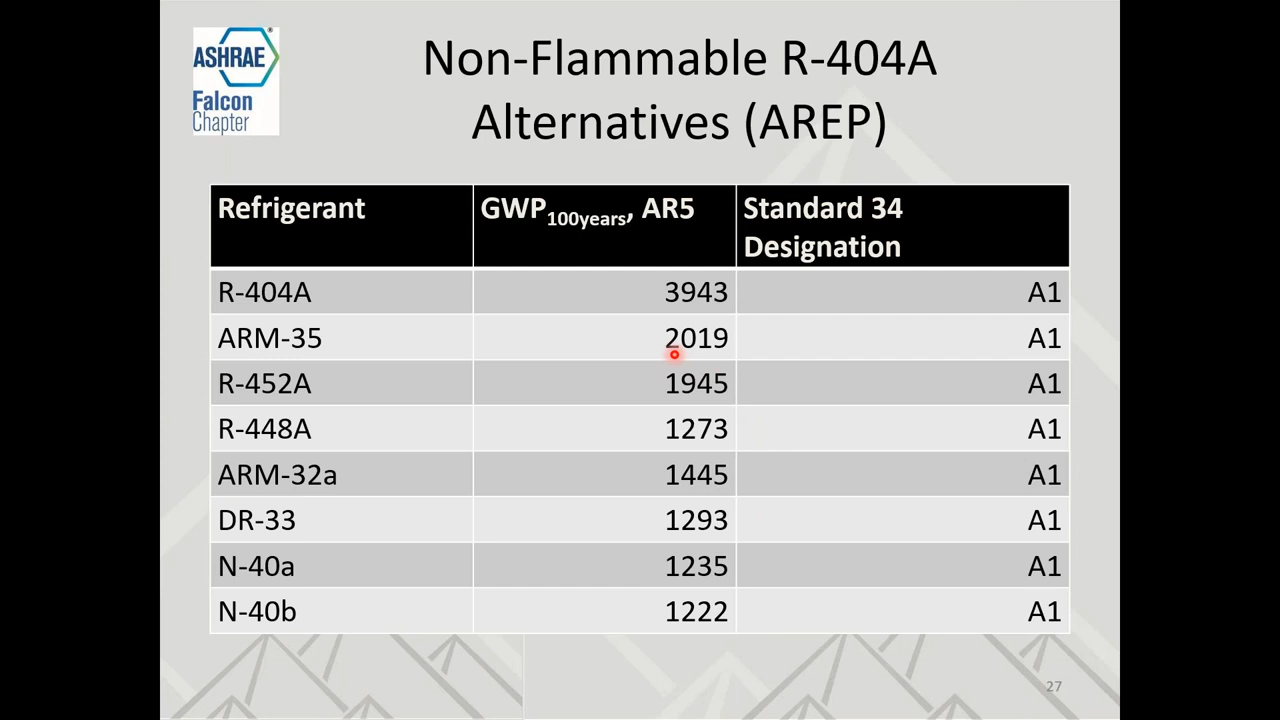 ASHRAE®
Falcon
Chapter
Non-Flammable R-404A
Alternatives (AREP)
Refrigerant GWP100years, AR5 Standard 34
Designation
R-404A 3943 A1
ARM-35 2019 A1
R-452A 1945 A1
R-448A 1273 A1
ARM-32a 1445 A1
DR-33 1293 A1
N-40a 1235 A1
N-40b 1222 A1
27